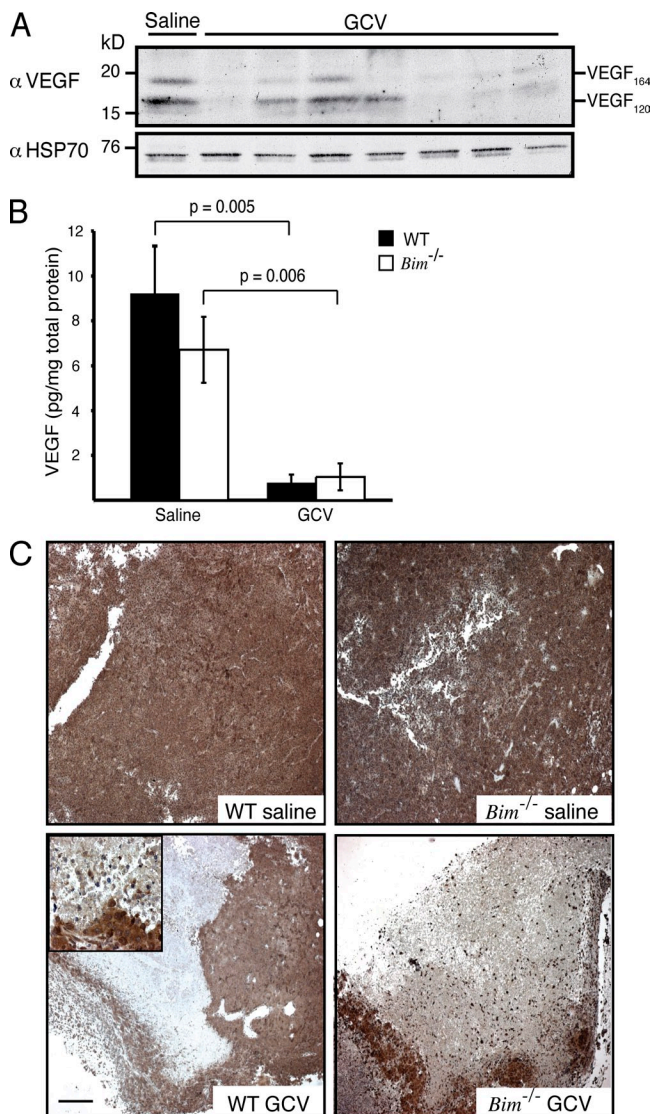 A
Saline GCV
kD
α VEGF 20 VEGF164
15 VEGF120
α HSP70 76
B
p = 0.005
WT
Bim-/-
p = 0.006
VEGF (pg/mg total protein)
12
10
8
6
4
2
Saline GCV
C
WT saline Bim-/- saline
WT GCV Bim-/- GCV